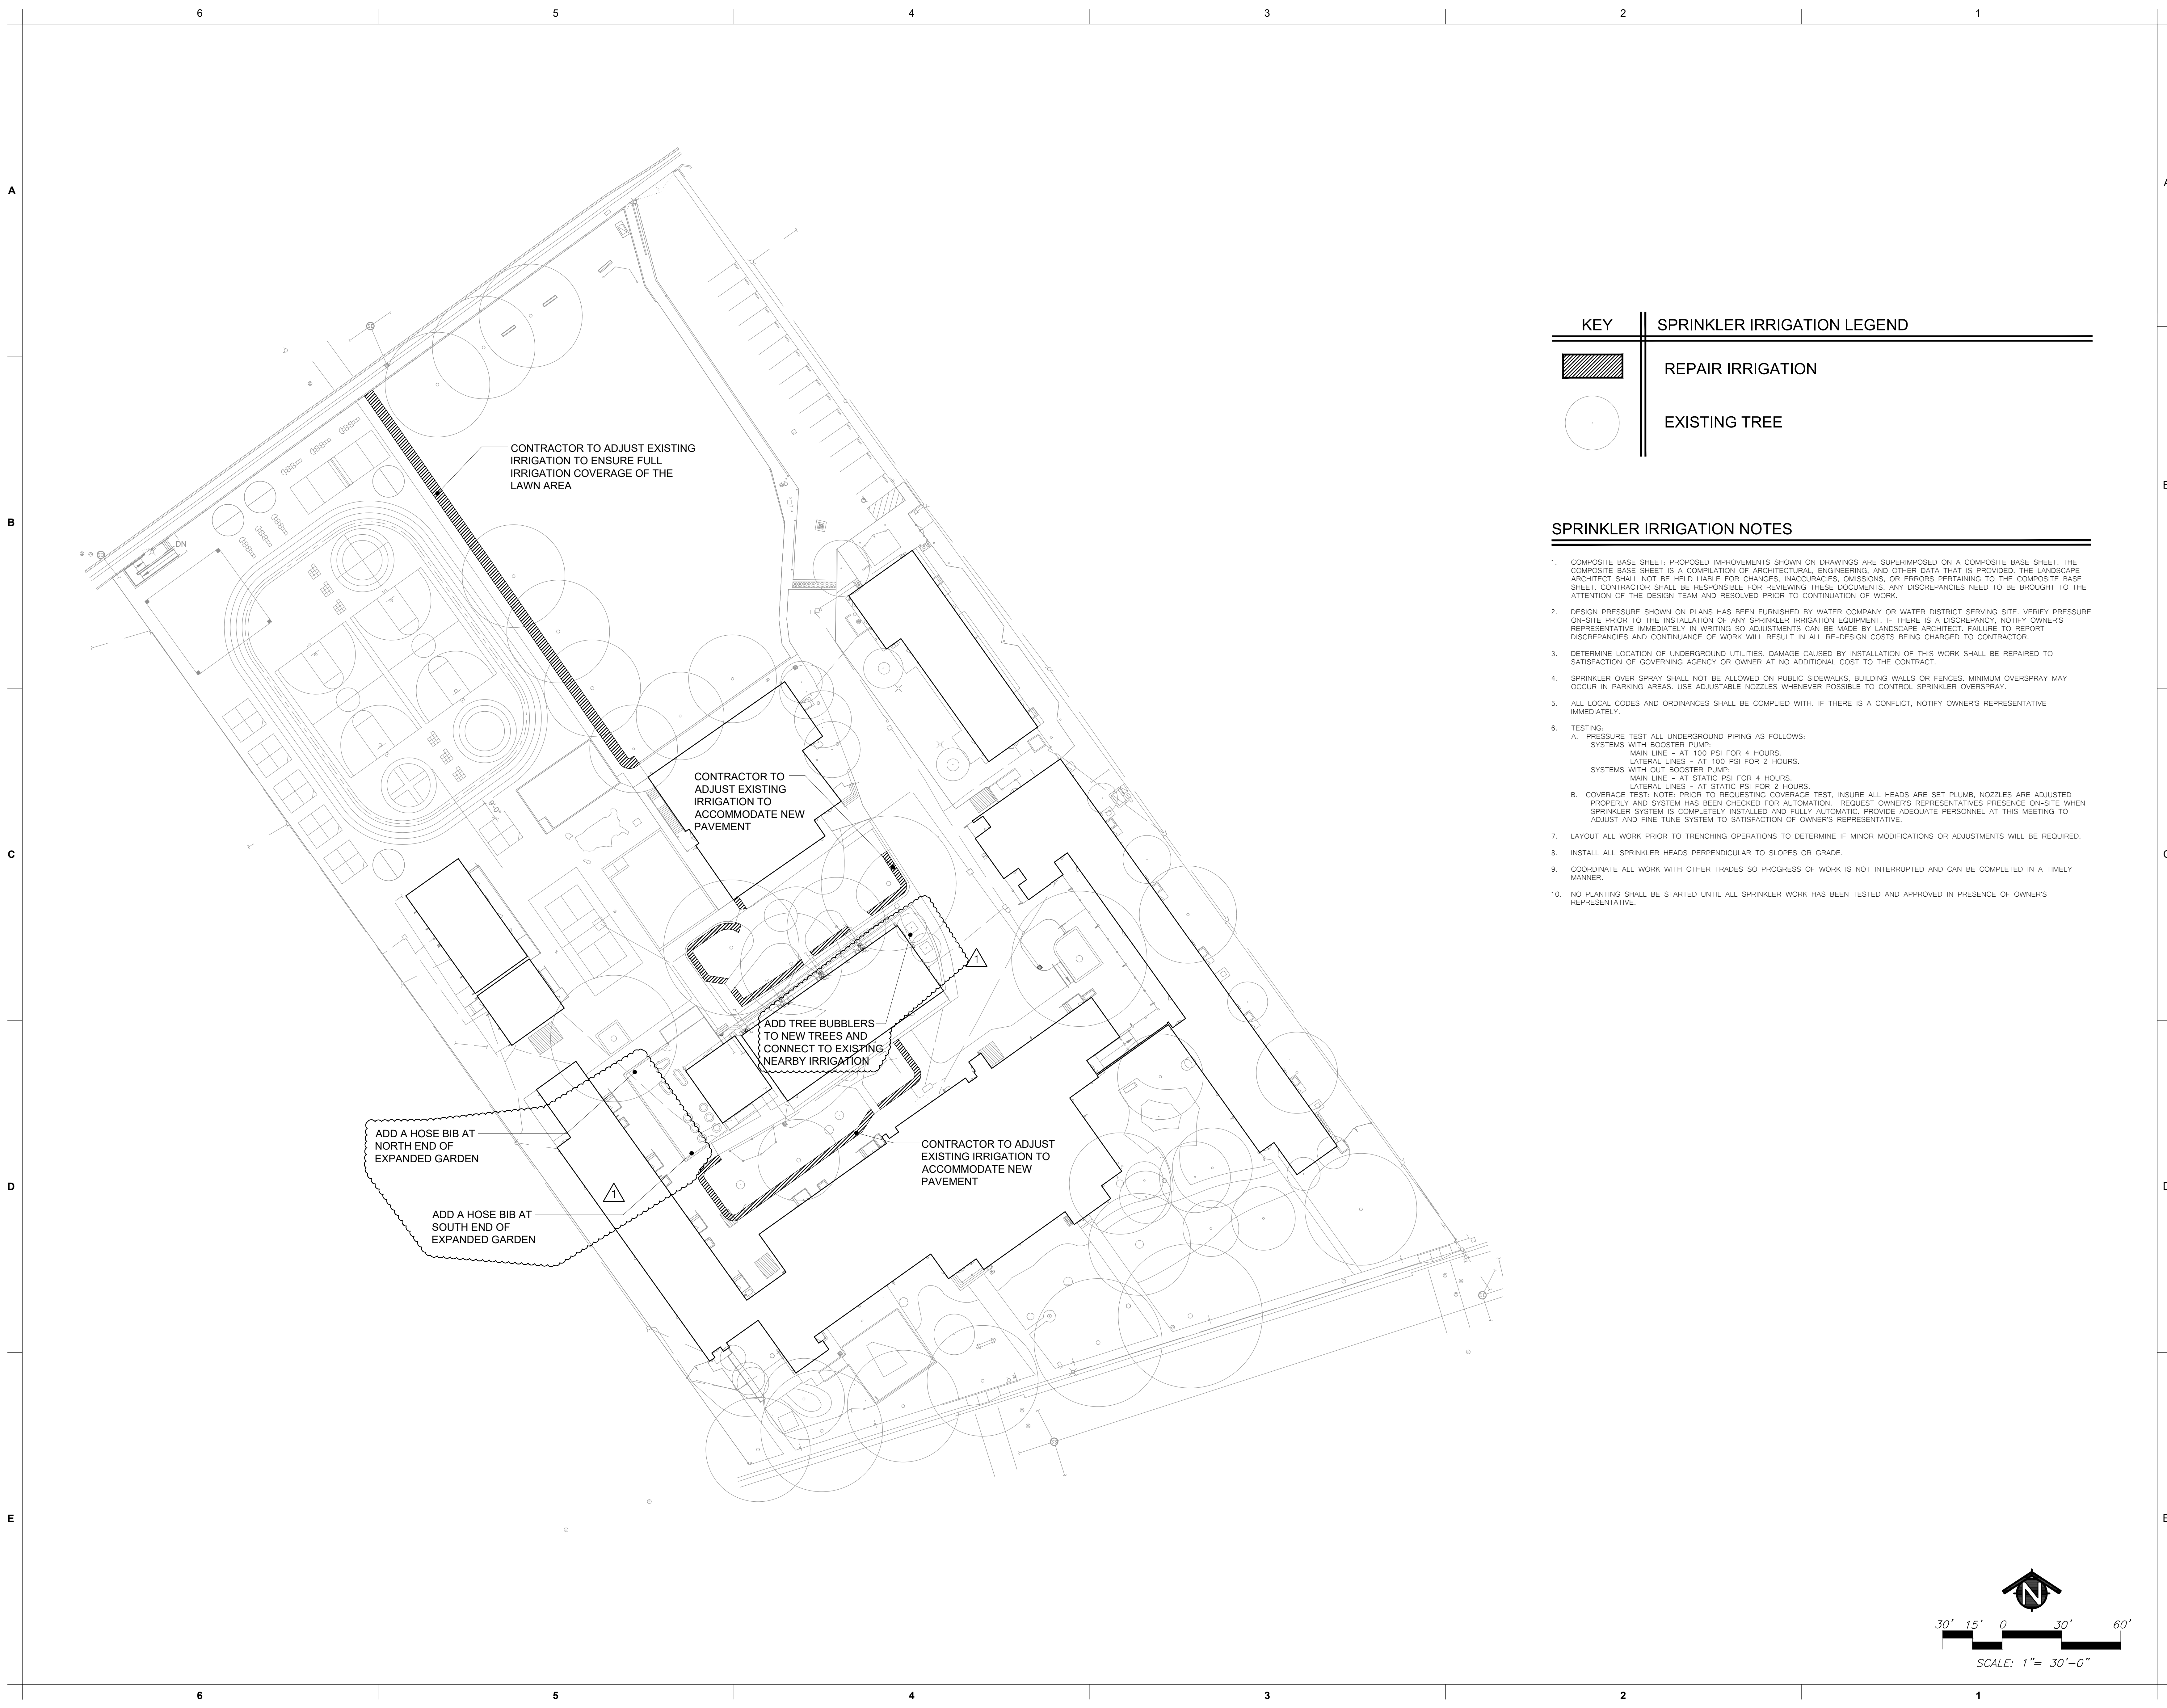 6 5 4 3 2 1
A
A
KEY SPRINKLER IRRIGATION LEGEND
REPAIR IRRIGATION
EXISTING TREE
CONTRACTOR TO ADJUST EXISTING
IRRIGATION TO ENSURE FULL
IRRIGATION COVERAGE OF THE
LAWN AREA
B
DN
SPRINKLER IRRIGATION NOTES
1. COMPOSITE BASE SHEET: PROPOSED IMPROVEMENTS SHOWN ON DRAWINGS ARE SUPERIMPOSED ON A COMPOSITE BASE SHEET. THE
COMPOSITE BASE SHEET IS A COMPILATION OF ARCHITECTURAL, ENGINEERING, AND OTHER DATA THAT IS PROVIDED. THE LANDSCAPE
ARCHITECT SHALL NOT BE HELD LIABLE FOR CHANGES, INACCURACIES, OMISSIONS, OR ERRORS PERTAINING TO THE COMPOSITE BASE
SHEET. CONTRACTOR SHALL BE RESPONSIBLE FOR REVIEWING THESE DOCUMENTS. ANY DISCREPANCIES NEED TO BE BROUGHT TO THE
ATTENTION OF THE DESIGN TEAM AND RESOLVED PRIOR TO CONTINUATION OF WORK.
2. DESIGN PRESSURE SHOWN ON PLANS HAS BEEN FURNISHED BY WATER COMPANY OR WATER DISTRICT SERVING SITE. VERIFY PRESSURE
ON-SITE PRIOR TO THE INSTALLATION OF ANY SPRINKLER IRRIGATION EQUIPMENT. IF THERE IS A DISCREPANCY, NOTIFY OWNER'S
REPRESENTATIVE IMMEDIATELY IN WRITING SO ADJUSTMENTS CAN BE MADE BY LANDSCAPE ARCHITECT. FAILURE TO REPORT
DISCREPANCIES AND CONTINUANCE OF WORK WILL RESULT IN ALL RE-DESIGN COSTS BEING CHARGED TO CONTRACTOR.
3. DETERMINE LOCATION OF UNDERGROUND UTILITIES. DAMAGE CAUSED BY INSTALLATION OF THIS WORK SHALL BE REPAIRED TO
SATISFACTION OF GOVERNING AGENCY OR OWNER AT NO ADDITIONAL COST TO THE CONTRACT.
4. SPRINKLER OVER SPRAY SHALL NOT BE ALLOWED ON PUBLIC SIDEWALKS, BUILDING WALLS OR FENCES. MINIMUM OVERSPRAY MAY
OCCUR IN PARKING AREAS. USE ADJUSTABLE NOZZLES WHENEVER POSSIBLE TO CONTROL SPRINKLER OVERSPRAY.
5. ALL LOCAL CODES AND ORDINANCES SHALL BE COMPLIED WITH. IF THERE IS A CONFLICT, NOTIFY OWNER'S REPRESENTATIVE
IMMEDIATELY.
6. TESTING:
A. PRESSURE TEST ALL UNDERGROUND PIPING AS FOLLOWS:
SYSTEMS WITH BOOSTER PUMP:
MAIN LINE - AT 100 PSI FOR 4 HOURS.
LATERAL LINES - AT 100 PSI FOR 2 HOURS.
SYSTEMS WITH OUT BOOSTER PUMP:
MAIN LINE - AT STATIC PSI FOR 4 HOURS.
LATERAL LINES - AT STATIC PSI FOR 2 HOURS.
B. COVERAGE TEST: NOTE: PRIOR TO REQUESTING COVERAGE TEST, INSURE ALL HEADS ARE SET PLUMB, NOZZLES ARE ADJUSTED
PROPERLY AND SYSTEM HAS BEEN CHECKED FOR AUTOMATION. REQUEST OWNER'S REPRESENTATIVES PRESENCE ON-SITE WHEN
SPRINKLER SYSTEM IS COMPLETELY INSTALLED AND FULLY AUTOMATIC. PROVIDE ADEQUATE PERSONNEL AT THIS MEETING TO
ADJUST AND FINE TUNE SYSTEM TO SATISFACTION OF OWNER'S REPRESENTATIVE.
7. LAYOUT ALL WORK PRIOR TO TRENCHING OPERATIONS TO DETERMINE IF MINOR MODIFICATIONS OR ADJUSTMENTS WILL BE REQUIRED.
8. INSTALL ALL SPRINKLER HEADS PERPENDICULAR TO SLOPES OR GRADE.
9. COORDINATE ALL WORK WITH OTHER TRADES SO PROGRESS OF WORK IS NOT INTERRUPTED AND CAN BE COMPLETED IN A TIMELY
MANNER.
10. NO PLANTING SHALL BE STARTED UNTIL ALL SPRINKLER WORK HAS BEEN TESTED AND APPROVED IN PRESENCE OF OWNER'S
REPRESENTATIVE.
CONTRACTOR TO
ADJUST EXISTING
IRRIGATION TO
ACCOMMODATE NEW
PAVEMENT
9'-0"
C
1
ADD TREE BUBBLERS
TO NEW TREES AND
CONNECT TO EXISTING
NEARBY IRRIGATION
ADD A HOSE BIB AT
NORTH END OF
EXPANDED GARDEN
CONTRACTOR TO ADJUST
EXISTING IRRIGATION TO
ACCOMMODATE NEW
PAVEMENT
D
1
ADD A HOSE BIB AT
SOUTH END OF
EXPANDED GARDEN
E
N
30' 15' 0 30' 60'
SCALE: 1"= 30'-0"
6 5 4 3 2 1